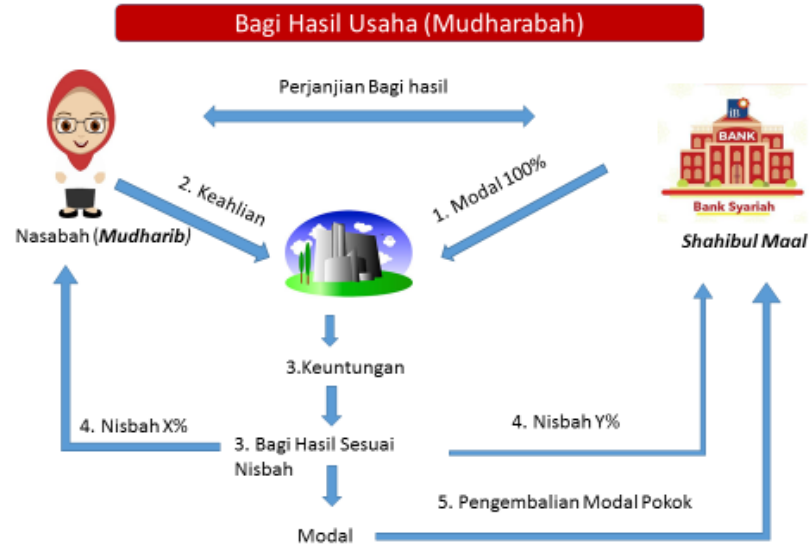 Bagi Hasil Usaha (Mudharabah)
Perjanjian Bagi hasil
iB
BANK
Bank Syariah
2. Keahlian
1. Modal 100%
Nasabah (Mudharib)
Shahibul Maal
3.Keuntungan
4. Nisbah X%
3. Bagi Hasil Sesuai
Nisbah
4. Nisbah Y%
5. Pengembalian Modal Pokok
Modal